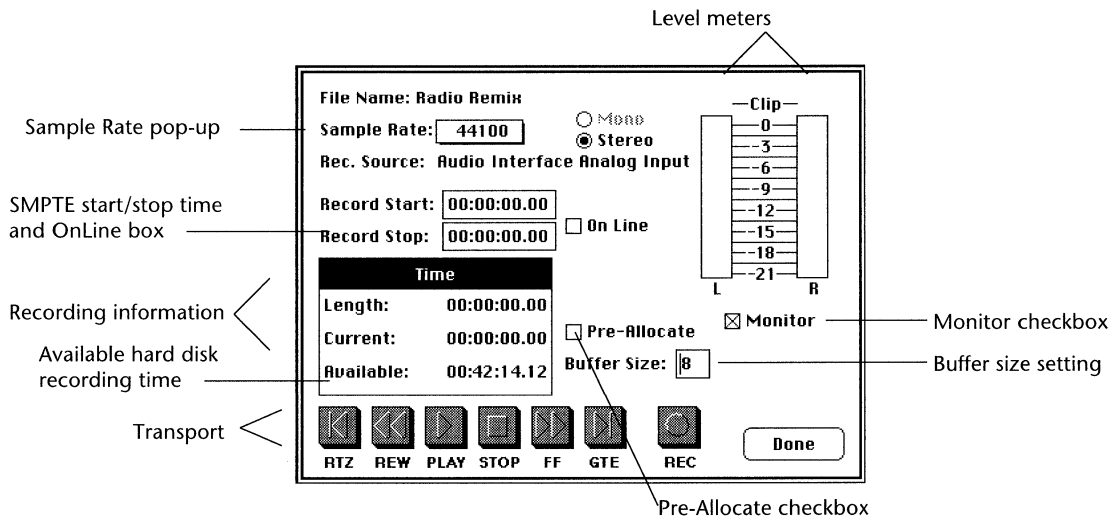 Level meters
File Name: Radio Remix
Sample Rate pop-up
Sample Rate: 44100
Mono
Stereo
Rec. Source: Audio Interface Analog Input
SMPTE start/stop time
and OnLine box
Record Start: 00:00:00.00
Record Stop: 00:00:00.00
On Line
Clip
0
-3
-6
-9
-12
-15
-18
-21
L R
Monitor
Monitor checkbox
Recording information
Time
Length: 00:00:00.00
Current: 00:00:00.00
Available: 00:42:14.12
Available hard disk
recording time
Pre-Allocate
Buffer Size: 8
Buffer size setting
Transport
RTZ REW PLAY STOP FF GTE REC
Done
Pre-Allocate checkbox